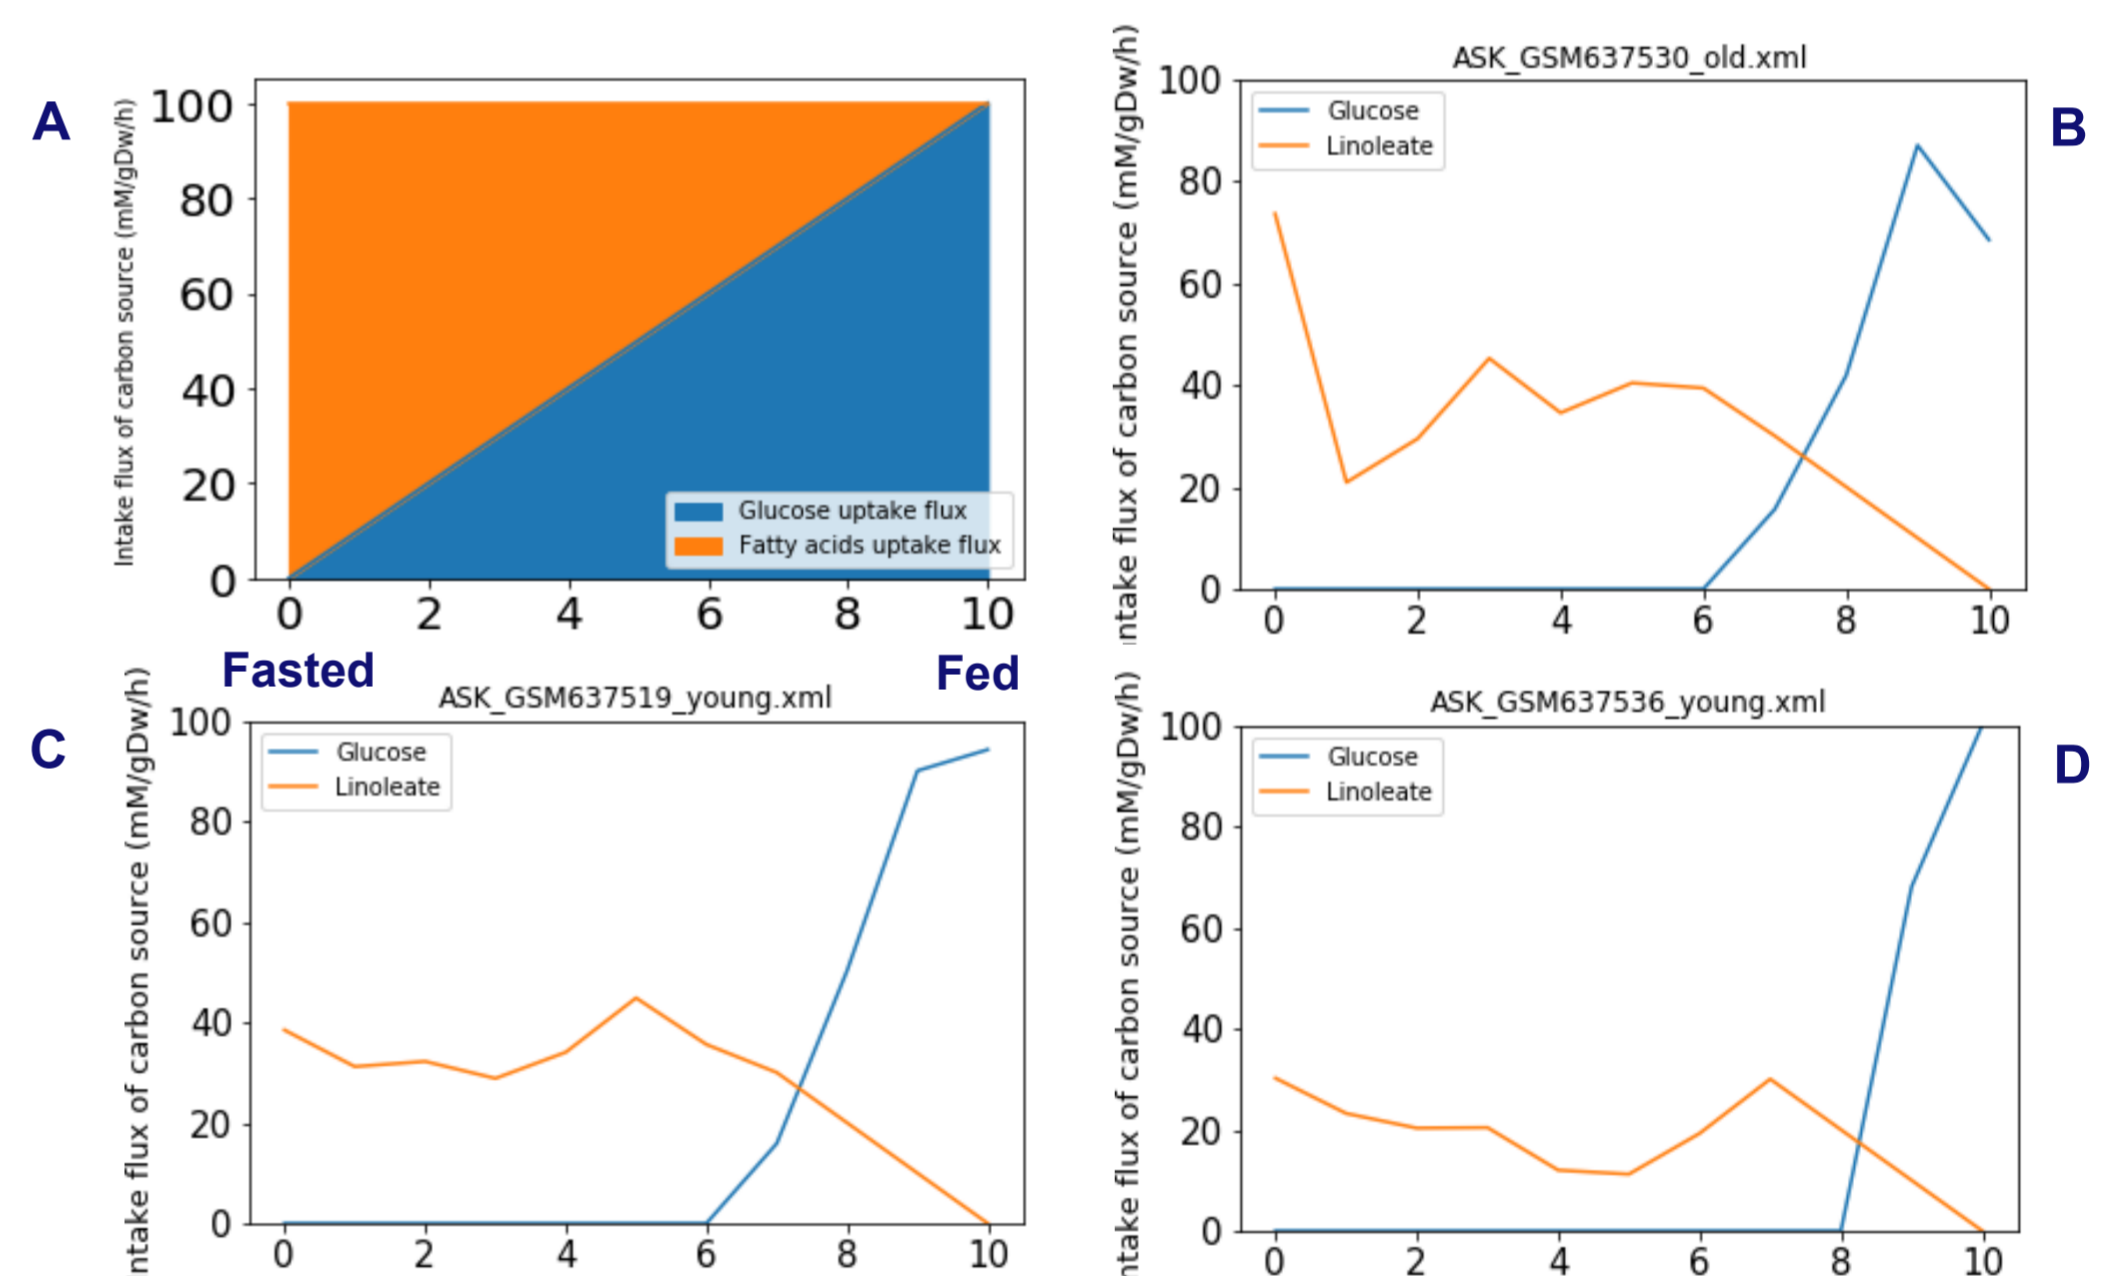 A
Intake flux of carbon source (mM/gDw/h)
100
80
60
40
20
0
Glucose uptake flux
Fatty acids uptake flux
0 2 4 6 8 10
Fasted Fed
B
ASK_GSM637530_old.xml
ntake flux of carbon source (mM/gDw/h)
100
80
60
40
20
0
Glucose
Linoleate
0 2 4 6 8 10
C
ASK_GSM637519_young.xml
ntake flux of carbon source (mM/gDw/h)
100
80
60
40
20
0
Glucose
Linoleate
0 2 4 6 8 10
D
ASK_GSM637536_young.xml
ntake flux of carbon source (mM/gDw/h)
100
80
60
40
20
0
Glucose
Linoleate
0 2 4 6 8 10